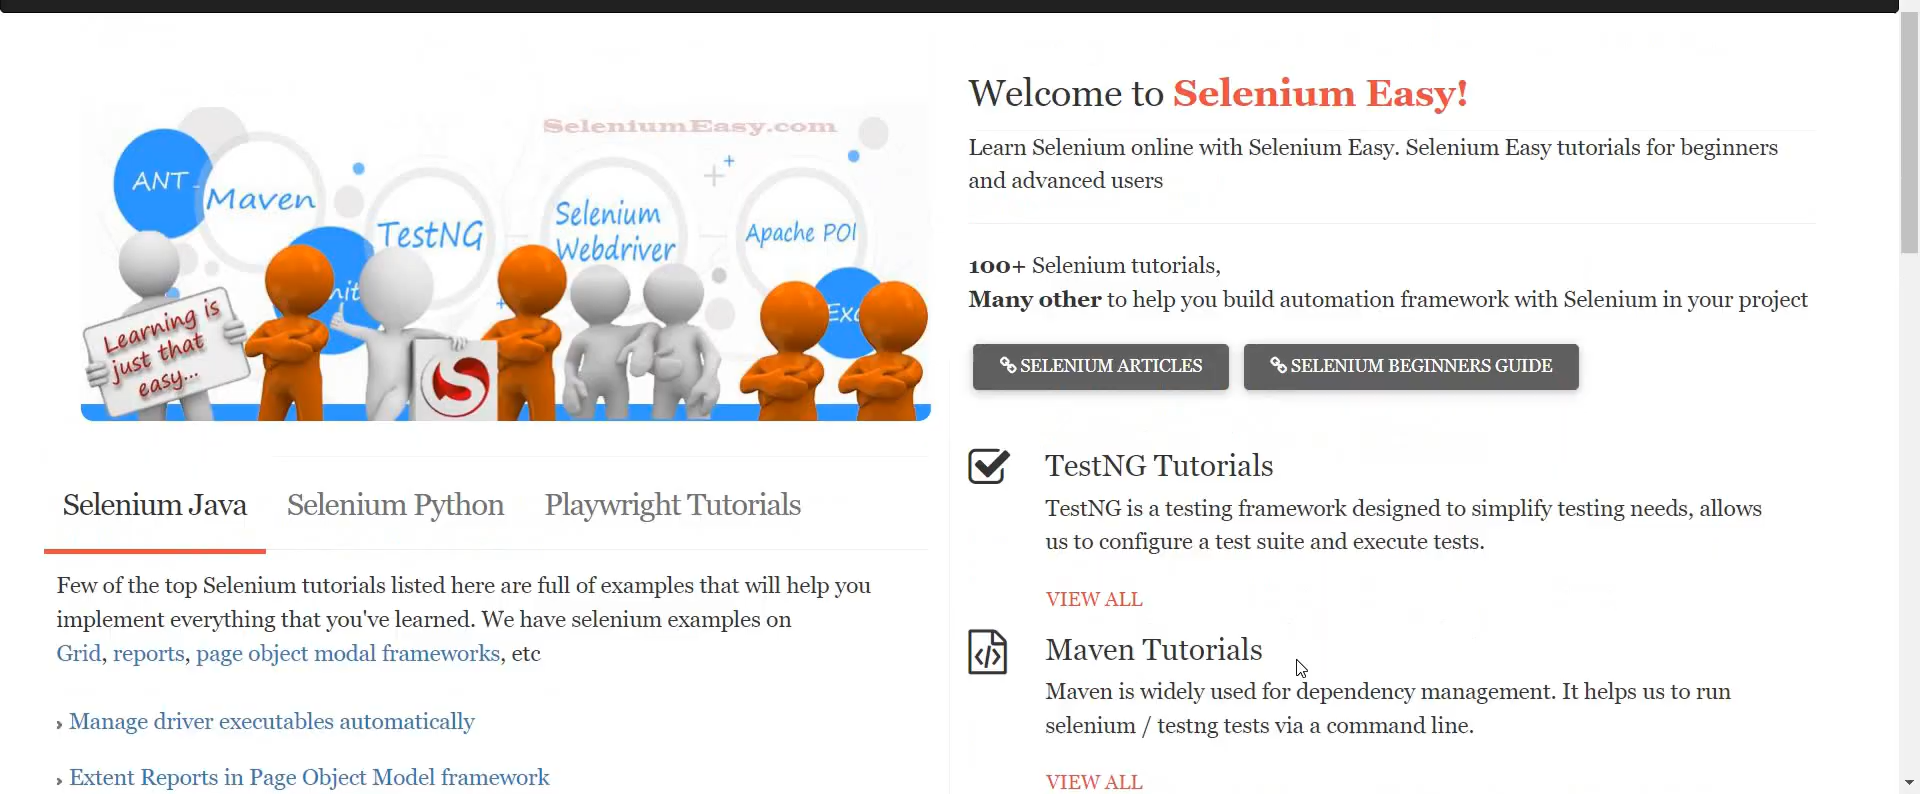 SeleniumEasy.com
ANT
Maven
TestNG
Selenium
Webdriver
Apache POI
Learning is
just that
easy...
Welcome to Selenium Easy!
Learn Selenium online with Selenium Easy. Selenium Easy tutorials for beginners
and advanced users
100+ Selenium tutorials,
Many other to help you build automation framework with Selenium in your project
SELENIUM ARTICLES
SELENIUM BEGINNERS GUIDE
Selenium Java
Selenium Python
Playwright Tutorials
Few of the top Selenium tutorials listed here are full of examples that will help you
implement everything that you've learned. We have selenium examples on
Grid, reports, page object modal frameworks, etc
Manage driver executables automatically
Extent Reports in Page Object Model framework
TestNG Tutorials
TestNG is a testing framework designed to simplify testing needs, allows
us to configure a test suite and execute tests.
VIEW ALL
Maven Tutorials
Maven is widely used for dependency management. It helps us to run
selenium / testng tests via a command line.
VIEW ALL